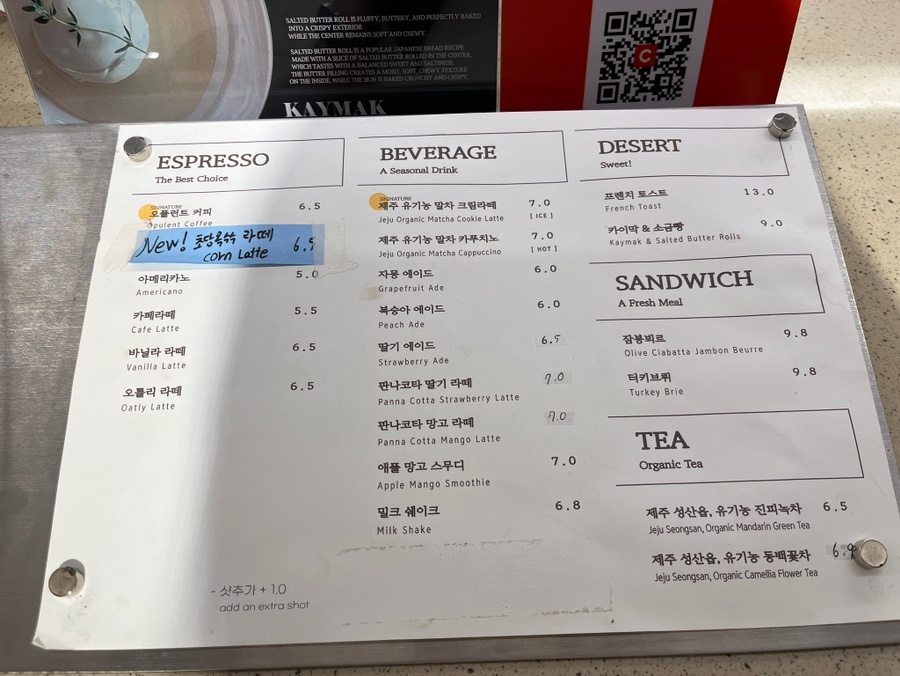 SALTED BUTTER ROLL IS FLUFFY, BUTTERY, AND PERFECTLY BAKED
INTO A CRISPY EXTERIOR
WHILE THE CENTER REMAINS SOFT AND CHEWY.
SALTED BUTTER ROLL IS A POPULAR JAPANESE BREAD RECIPE
MADE WITH A SLICE OF SALTED BUTTER ROLLED IN THE CENTER,
WHICH TASTES WITH A BALANCED SWEET AND SALTINESS.
THE BUTTER FILLING CREATES A MOIST, SOFT, CHEWY TEXTURE
ON THE INSIDE, WHILE THE SKIN IS BAKED CRUNCHY AND CRISPY.
KAYMAK
C
ESPRESSO
The Best Choice
SIGNATURE
오퓰런트 커피 6.5
Opulent Coffee
New! 초당옥수수 라떼 6.5
corn Latte
아메리카노 5.0
Americano
카페라떼 5.5
Cafe Latte
바닐라 라떼 6.5
Vanilla Latte
오틀리 라떼 6.5
Oatly Latte
- 샷추가 + 1.0
add an extra shot
BEVERAGE
A Seasonal Drink
SIGNATURE
제주 유기농 말차 크림라떼 7.0
Jeju Organic Matcha Cookie Latte [ ICE ]
제주 유기농 말차 카푸치노 7.0
Jeju Organic Matcha Cappuccino [ HOT ]
자몽 에이드 6.0
Grapefruit Ade
복숭아 에이드 6.0
Peach Ade
딸기 에이드 6.5
Strawberry Ade
판나코타 딸기 라떼 7.0
Panna Cotta Strawberry Latte
판나코타 망고 라떼 7.0
Panna Cotta Mango Latte
애플 망고 스무디 7.0
Apple Mango Smoothie
밀크 쉐이크 6.8
Milk Shake
DESERT
Sweet!
프렌치 토스트 13.0
French Toast
카이막 & 소금빵 9.0
Kaymak & Salted Butter Rolls
SANDWICH
A Fresh Meal
잠봉뵈르 9.8
Olive Ciabatta Jambon Beurre
터키브뤼 9.8
Turkey Brie
TEA
Organic Tea
제주 성산읍, 유기농 진피녹차 6.5
Jeju Seongsan, Organic Mandarin Green Tea
제주 성산읍, 유기농 동백꽃차
Jeju Seongsan, Organic Camellia Flower Tea